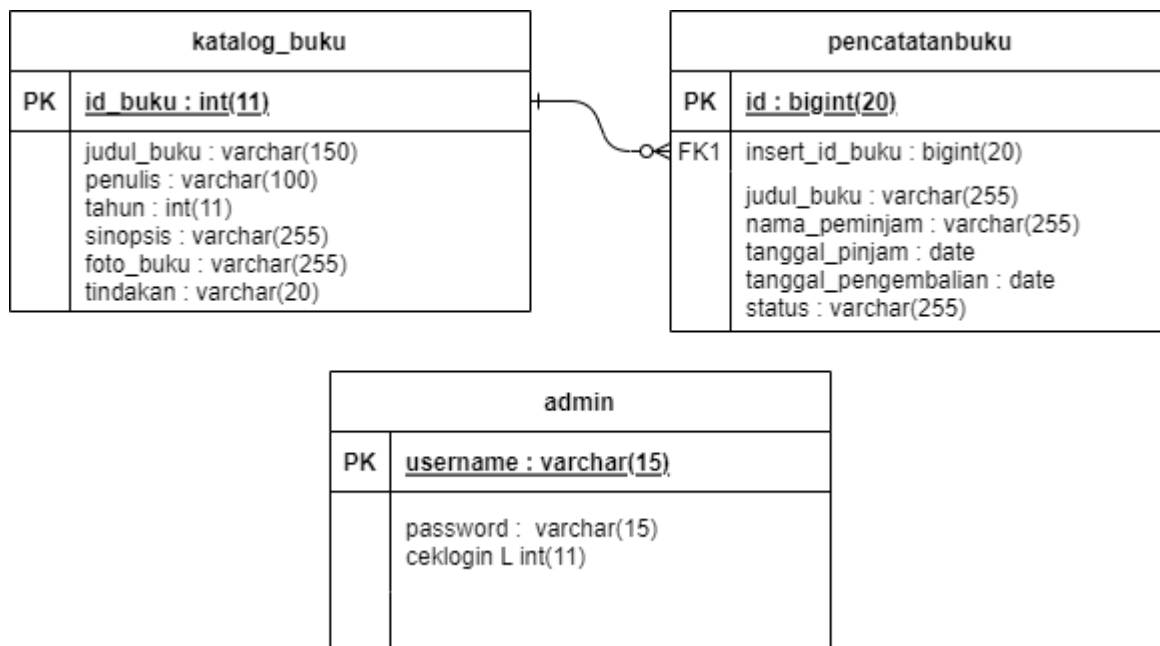 katalog_buku
PK id_buku : int(11)
judul_buku : varchar(150)
penulis : varchar(100)
tahun : int(11)
sinopsis : varchar(255)
foto_buku : varchar(255)
tindakan : varchar(20)
pencatatanbuku
PK id : bigint(20)
FK1 insert_id_buku : bigint(20)
judul_buku : varchar(255)
nama_peminjam : varchar(255)
tanggal_pinjam : date
tanggal_pengembalian : date
status : varchar(255)
admin
PK username : varchar(15)
password : varchar(15)
ceklogin L int(11)